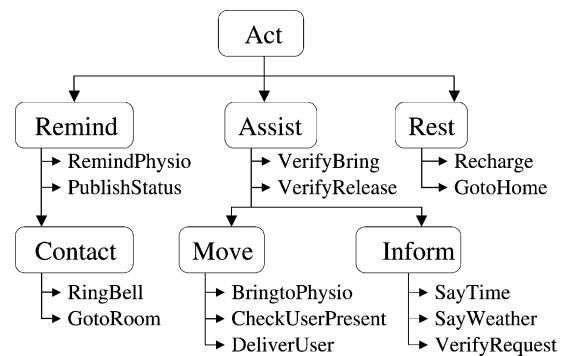 Act
Remind
Assist
Rest
RemindPhysio
PublishStatus
VerifyBring
VerifyRelease
Recharge
GotoHome
Contact
Move
Inform
RingBell
GotoRoom
BringtoPhysio
CheckUserPresent
DeliverUser
SayTime
SayWeather
VerifyRequest